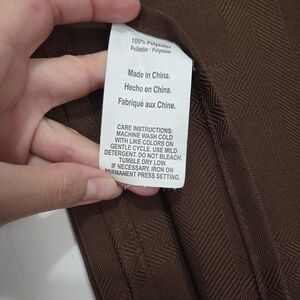 100% Polyester
Poliester / Polyester
Made in China.
Hecho en China.
Fabriqué aux Chine.
CARE INSTRUCTIONS:
MACHINE WASH COLD
WITH LIKE COLORS ON
GENTLE CYCLE. USE MILD
DETERGENT. DO NOT BLEACH.
TUMBLE DRY LOW.
IF NECESSARY, IRON ON
PERMANENT PRESS SETTING.